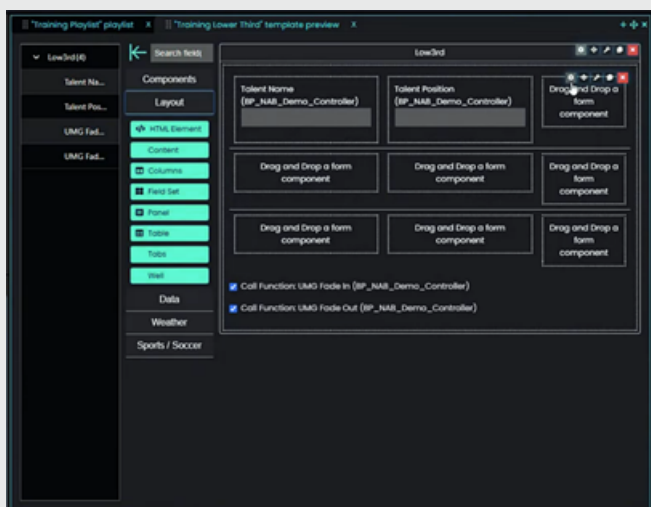 "Training Playlist" playlist X "Training Lower Third" template preview X
Low3rd (4)
Talent Na...
Talent Pos...
UMG Fad...
UMG Fad...
Search field(
Components
Layout
HTML Element
Content
Columns
Field Set
Panel
Table
Tabs
Well
Data
Weather
Sports / Soccer
Low3rd
Talent Name
(BP_NAB_Demo_Controller)
Talent Position
(BP_NAB_Demo_Controller)
Drag and Drop a
form
component
Drag and Drop a form
component
Drag and Drop a form
component
Drag and Drop a
form
component
Drag and Drop a form
component
Drag and Drop a form
component
Drag and Drop a
form
component
Call Function: UMG Fade In (BP_NAB_Demo_Controller)
Call Function: UMG Fade Out (BP_NAB_Demo_Controller)